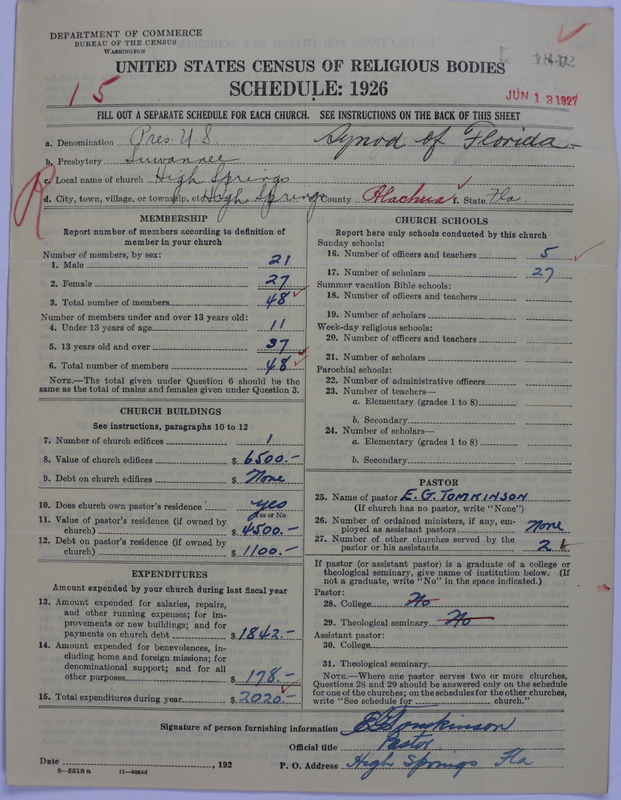 DEPARTMENT OF COMMERCE
BUREAU OF THE CENSUS
WASHINGTON
UNITED STATES CENSUS OF RELIGIOUS BODIES
SCHEDULE: 1926
15
JUN 13 1927
FILL OUT A SEPARATE SCHEDULE FOR EACH CHURCH. SEE INSTRUCTIONS ON THE BACK OF THIS SHEET
a. Denomination Pres. U S. Synod of Florida
b. Presbytery Suwannee
c. Local name of church High Springs
d. City, town, village, or township, etc. High Springs County Alachua f. State Fla.
R
MEMBERSHIP
Report number of members according to definition of
member in your church
Number of members, by sex:
1. Male 21
2. Female 27
3. Total number of members 48
Number of members under and over 13 years old:
4. Under 13 years of age 11
5. 13 years old and over 37
6. Total number of members 48
NOTE.—The total given under Question 6 should be the
same as the total of males and females given under Question 3.
CHURCH BUILDINGS
See instructions, paragraphs 10 to 12
7. Number of church edifices 1
8. Value of church edifices $ 6500.-
9. Debt on church edifices $ None
10. Does church own pastor's residence yes
Yes or No
11. Value of pastor's residence (if owned by
church) $ 4500.-
12. Debt on pastor's residence (if owned by
church) $ 1100.-
EXPENDITURES
Amount expended by your church during last fiscal year
13. Amount expended for salaries, repairs,
and other running expenses; for im-
provements or new buildings; and for
payments on church debt $ 1842.-
14. Amount expended for benevolences, in-
cluding home and foreign missions; for
denominational support; and for all
other purposes $ 178.-
15. Total expenditures during year $ 2020.-
CHURCH SCHOOLS
Report here only schools conducted by this church
Sunday schools:
16. Number of officers and teachers 5
17. Number of scholars 27
Summer vacation Bible schools:
18. Number of officers and teachers
19. Number of scholars
Week-day religious schools:
20. Number of officers and teachers
21. Number of scholars
Parochial schools:
22. Number of administrative officers
23. Number of teachers—
a. Elementary (grades 1 to 8)
b. Secondary
24. Number of scholars—
a. Elementary (grades 1 to 8)
b. Secondary
PASTOR
25. Name of pastor E. G. TOMKINSON
(If church has no pastor, write "None")
26. Number of ordained ministers, if any, em-
ployed as assistant pastors None
27. Number of other churches served by the
pastor or his assistants 2
If pastor (or assistant pastor) is a graduate of a college or
theological seminary, give name of institution below. (If
not a graduate, write "No" in the space indicated.)
Pastor:
28. College No
29. Theological seminary No
Assistant pastor:
30. College
31. Theological seminary
NOTE.—Where one pastor serves two or more churches,
Questions 28 and 29 should be answered only on the schedule
for one of the churches; on the schedules for the other churches,
write "See schedule for church."
Signature of person furnishing information E G Tomkinson
Official title Pastor
Date , 192 P. O. Address High Springs Fla
8-5518 a